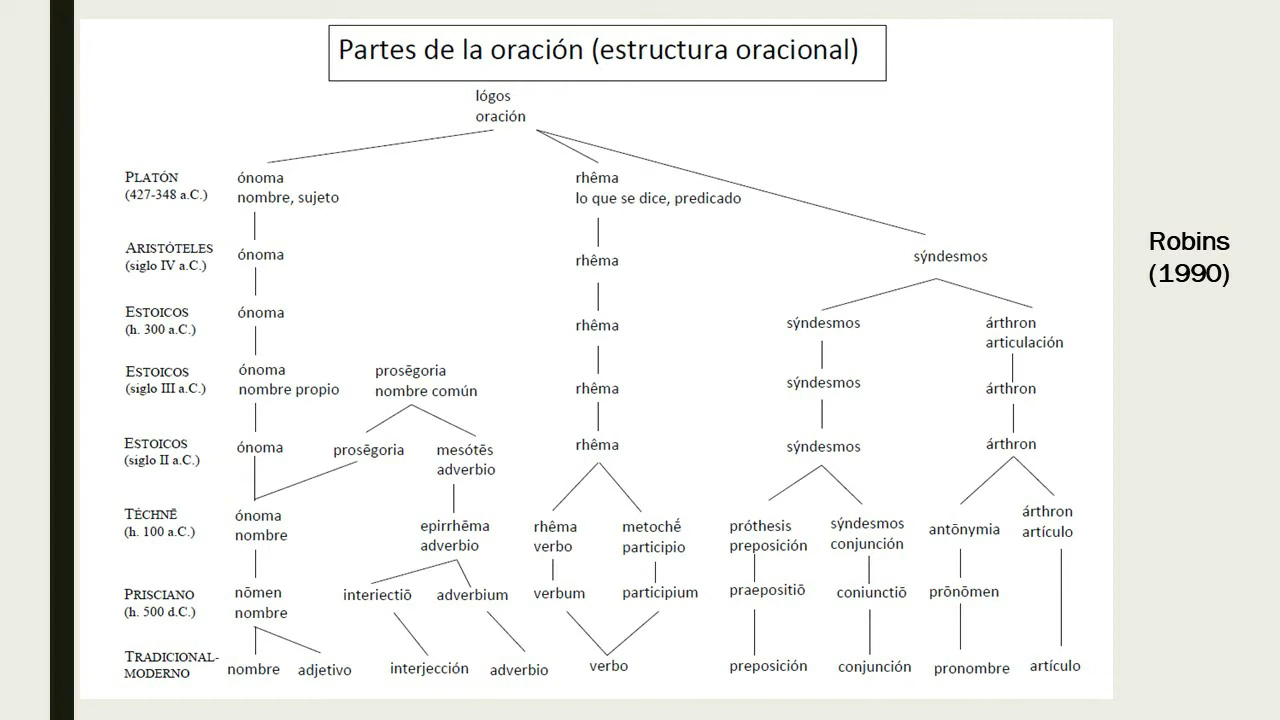 Partes de la oración (estructura oracional)
lógos
oración
PLATÓN
(427-348 a.C.)
ónoma
nombre, sujeto
rhêma
lo que se dice, predicado
Robins
(1990)
ARISTÓTELES
(siglo IV a.C.)
ónoma
rhêma
sýndesmos
ESTOICOS
(h. 300 a.C.)
ónoma
rhêma
sýndesmos
árthron
articulación
ESTOICOS
(siglo III a.C.)
ónoma
nombre propio
prosēgoria
nombre común
rhêma
sýndesmos
árthron
ESTOICOS
(siglo II a.C.)
ónoma
prosēgoria
mesótēs
adverbio
rhêma
sýndesmos
árthron
TÉCHNĒ
(h. 100 a.C.)
ónoma
nombre
epirrhēma
adverbio
rhêma
verbo
metochḗ
participio
próthesis
preposición
sýndesmos
conjunción
antōnymia
árthron
artículo
PRISCIANO
(h. 500 d.C.)
nōmen
nombre
interiectiō
adverbium
verbum
participium
praepositiō
coniunctiō
prōnōmen
TRADICIONAL-
MODERNO
nombre
adjetivo
interjección
adverbio
verbo
preposición
conjunción
pronombre
artículo